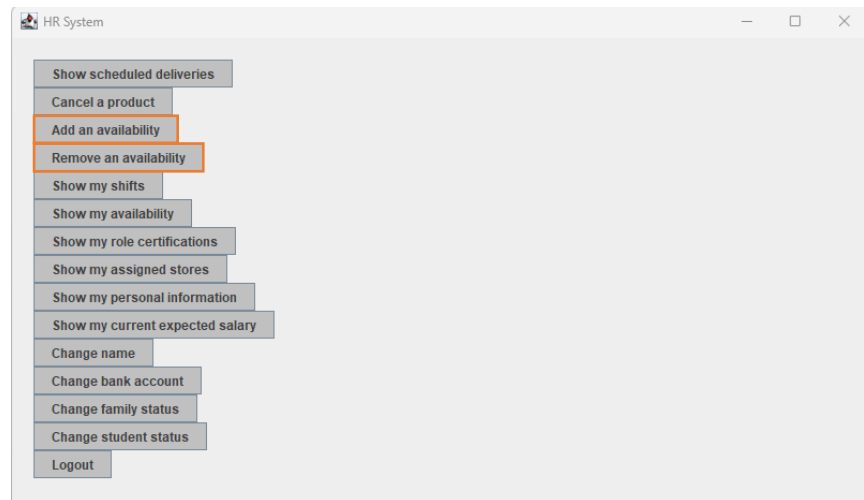 HR System
Show scheduled deliveries
Cancel a product
Add an availability
Remove an availability
Show my shifts
Show my availability
Show my role certifications
Show my assigned stores
Show my personal information
Show my current expected salary
Change name
Change bank account
Change family status
Change student status
Logout